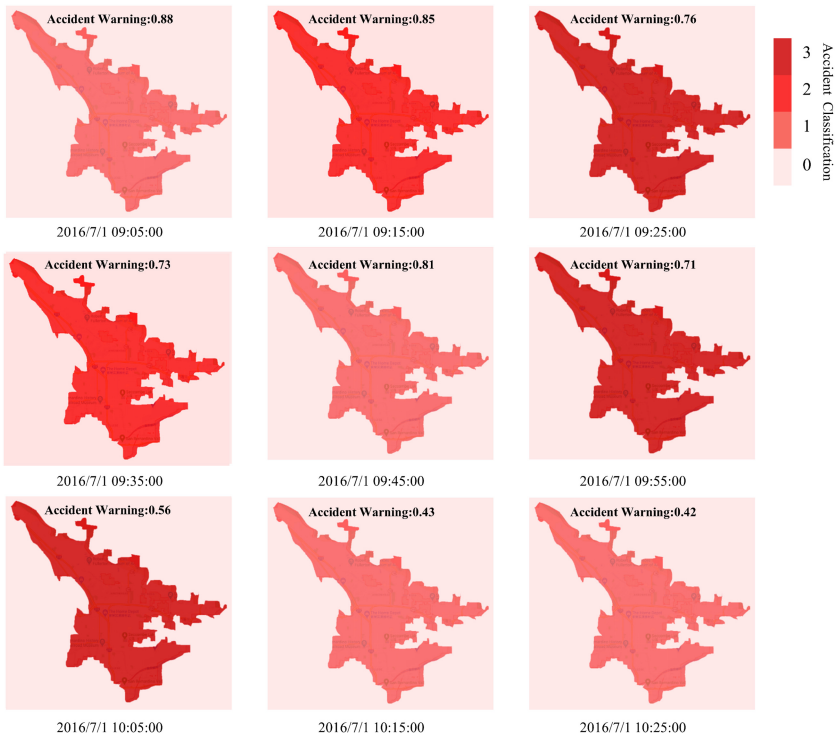 Accident Warning:0.88
Accident Warning:0.85
Accident Warning:0.76
3
2
1
0
Accident Classification
2016/7/1 09:05:00
2016/7/1 09:15:00
2016/7/1 09:25:00
Accident Warning:0.73
Accident Warning:0.81
Accident Warning:0.71
2016/7/1 09:35:00
2016/7/1 09:45:00
2016/7/1 09:55:00
Accident Warning:0.56
Accident Warning:0.43
Accident Warning:0.42
2016/7/1 10:05:00
2016/7/1 10:15:00
2016/7/1 10:25:00